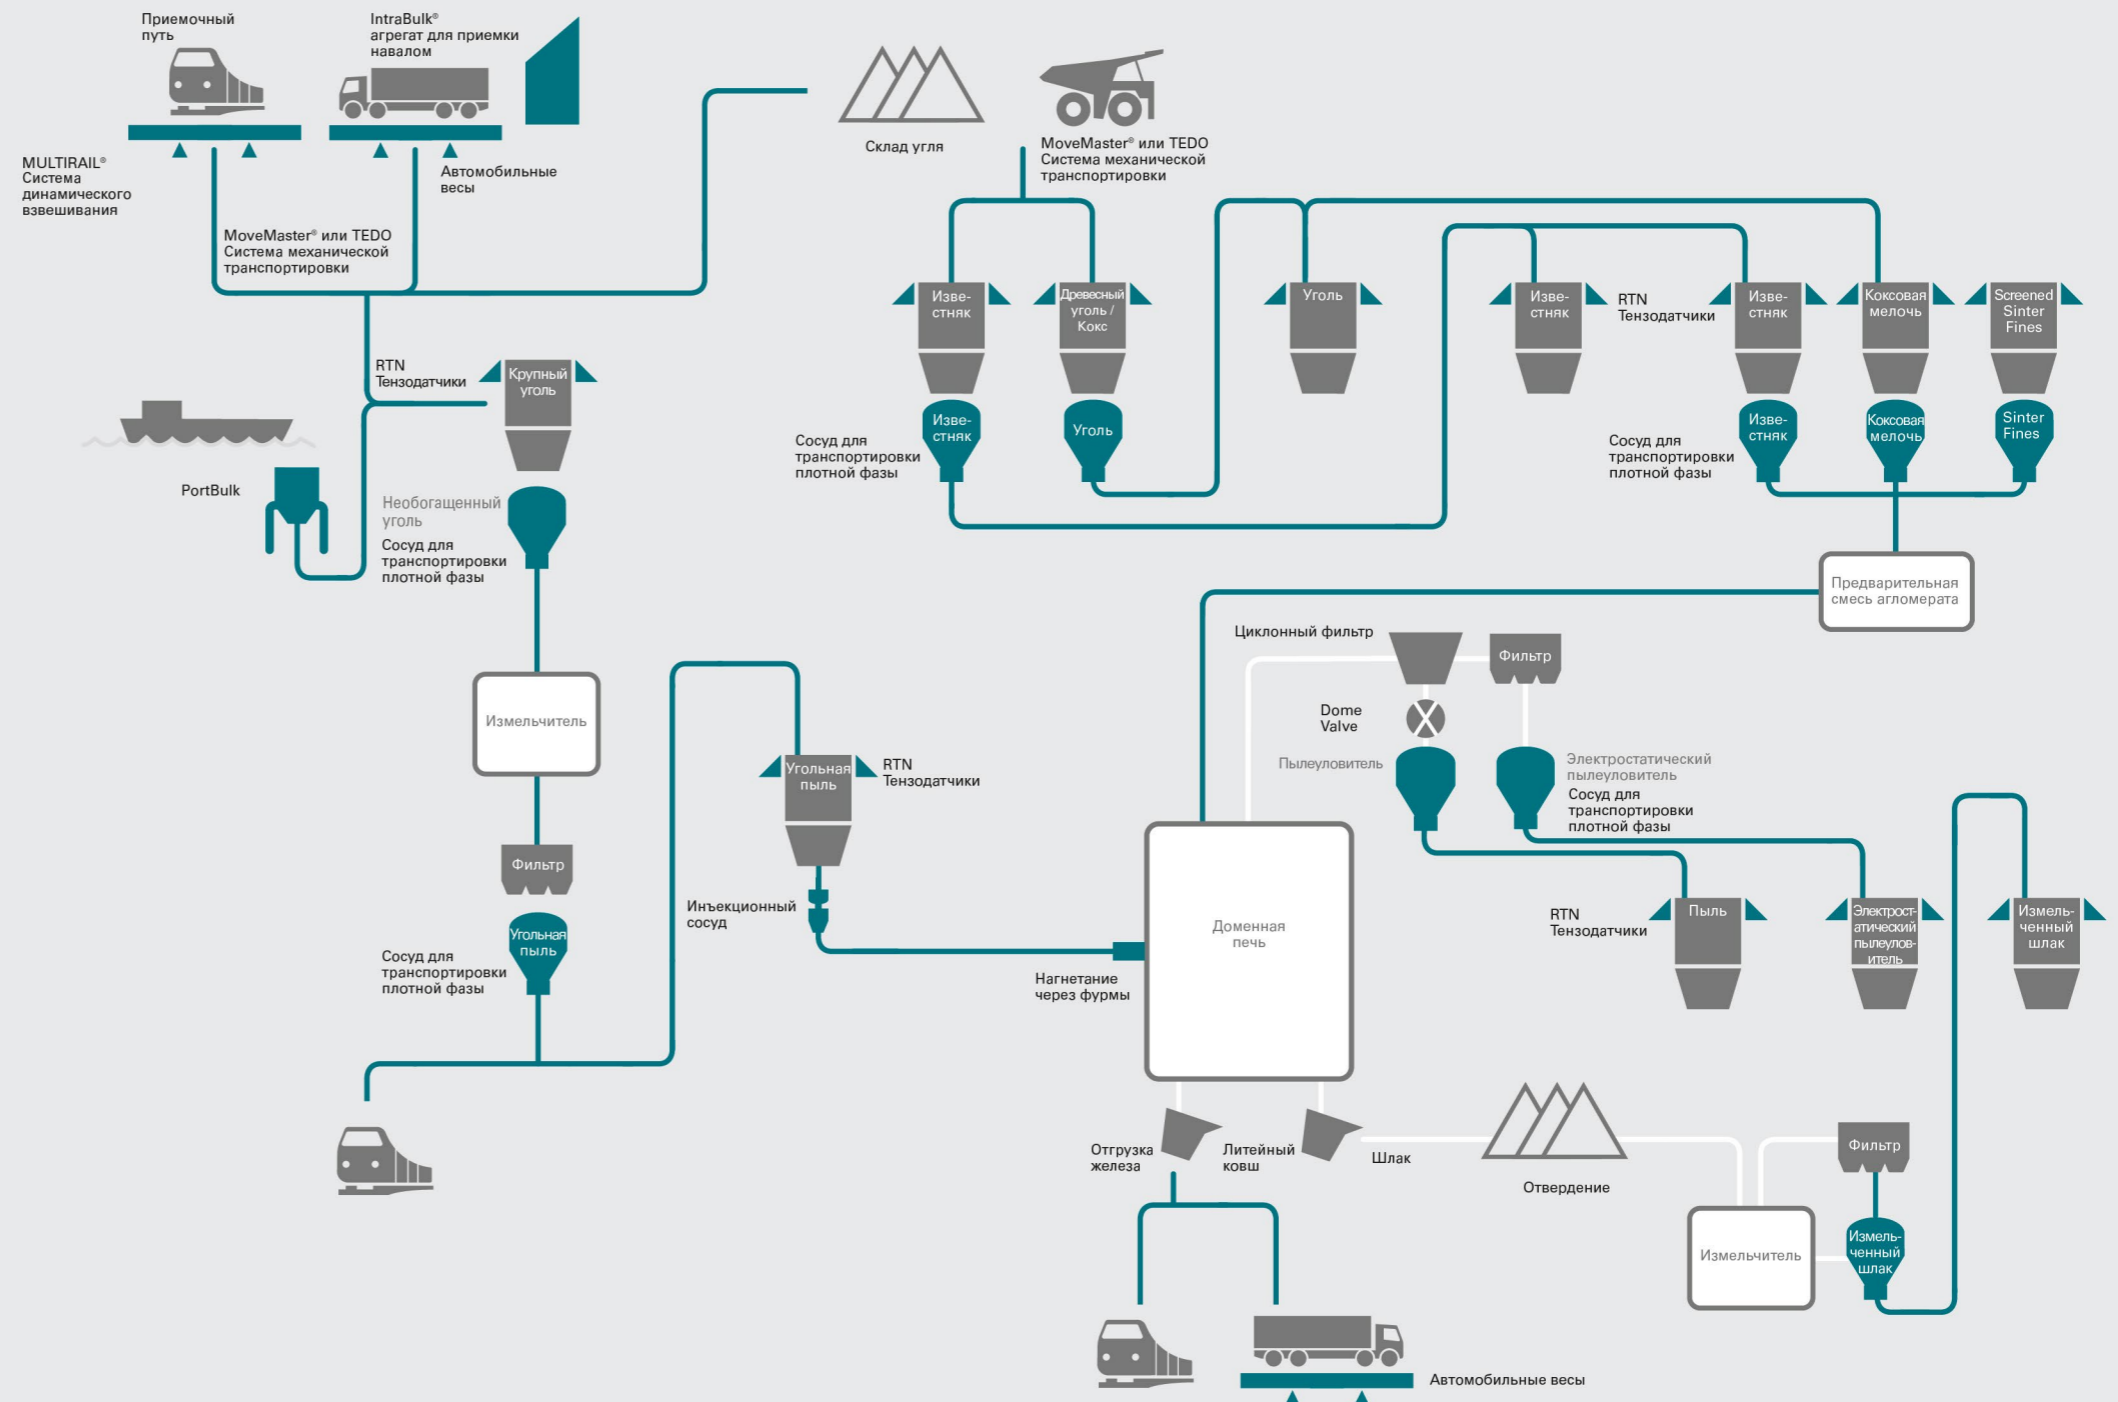 Приемочный
путь
IntraBulk®
агрегат для приемки
навалом
MULTIRAIL®
Система
динамического
взвешивания
Автомобильные
весы
MoveMaster® или TEDO
Система механической
транспортировки
Склад угля
MoveMaster® или TEDO
Система механической
транспортировки
RTN
Тензодатчики
Крупный
уголь
PortBulk
Необогащенный
уголь
Сосуд для
транспортировки
плотной фазы
Изве-
стняк
Древесный
уголь /
Кокс
Уголь
Изве-
стняк
RTN
Тензодатчики
Изве-
стняк
Коксовая
мелочь
Screened
Sinter
Fines
Сосуд для
транспортировки
плотной фазы
Изве-
стняк
Уголь
Сосуд для
транспортировки
плотной фазы
Изве-
стняк
Коксовая
мелочь
Sinter
Fines
Предварительная
смесь агломерата
Измельчитель
Фильтр
Сосуд для
транспортировки
плотной фазы
Угольная
пыль
Угольная
пыль
RTN
Тензодатчики
Инъекционный
сосуд
Нагнетание
через фурмы
Циклонный фильтр
Фильтр
Dome
Valve
Пылеуловитель
Электростатический
пылеуловитель
Сосуд для
транспортировки
плотной фазы
Доменная
печь
RTN
Тензодатчики
Пыль
Электрост-
атический
пылеулов-
итель
Измель-
ченный
шлак
Отгрузка
железа
Литейный
ковш
Шлак
Отвердение
Фильтр
Измельчитель
Измель-
ченный
шлак
Автомобильные весы